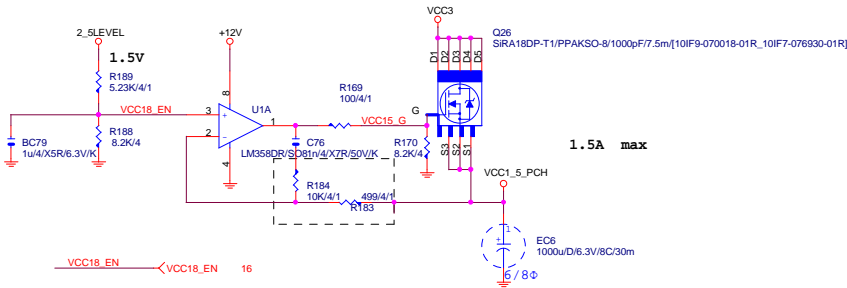 VCC3
Q26
SiRA18DP-T1/PPAKSO-8/1000pF/7.5m/[10IF9-070018-01R_10IF7-076930-01R]
2_5LEVEL
+12V
1.5V
D1
D2
D3
D4
D5
R189
5.23K/4/1
R169
100/4/1
VCC18_EN
3
8
U1A
+
1
VCC15_G
G
2
-
4
BC79
1u/4/X5R/6.3V/K
R188
8.2K/4
C76
LM358DR/SO8
1n/4/X7R/50V/K
R170
8.2K/4
S3
S2
S1
1.5A max
R184
10K/4/1
499/4/1
R183
VCC1_5_PCH
1
+
EC6
1000u/D/6.3V/8C/30m
6/8Φ
VCC18_EN
VCC18_EN 16